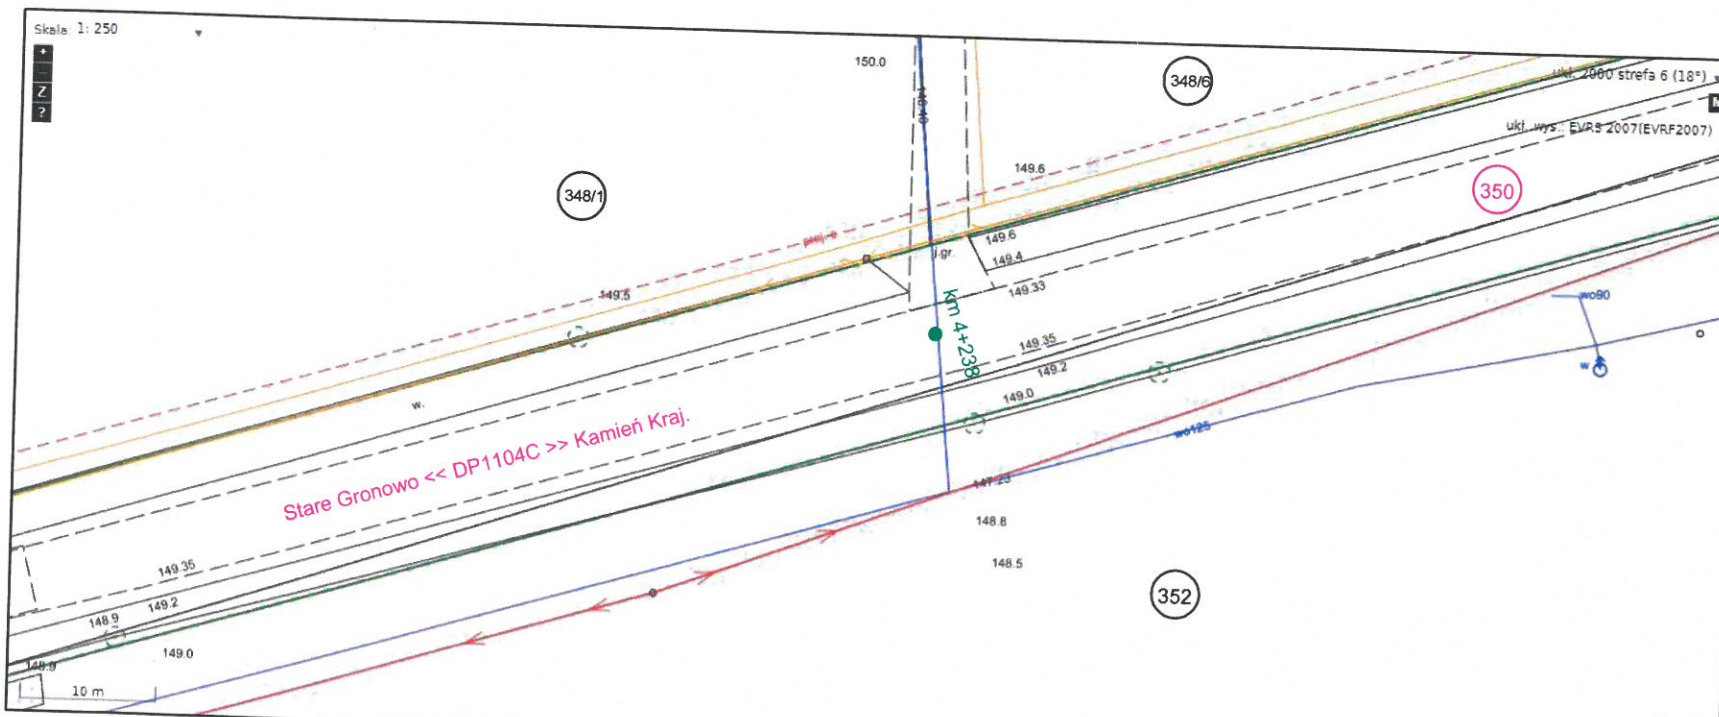 Skala: 1: 250
+
-
Z
?
150.0
348/6
ukł. 2000 strefa 6 (18°)
M
ukł. wys.: EVRS 2007(EVRF2007)
149.6
348/1
350
proj. e
149.6
j.gr.
149.4
149.5
149.33
Km 4+238
wo90
149.35
149.2
w
149.0
w.
Stare Gronowo << DP1104C >> Kamień Kraj.
wo125
147.23
148.8
149.35
148.5
149.2
148.9
352
149.0
148.9
10 m